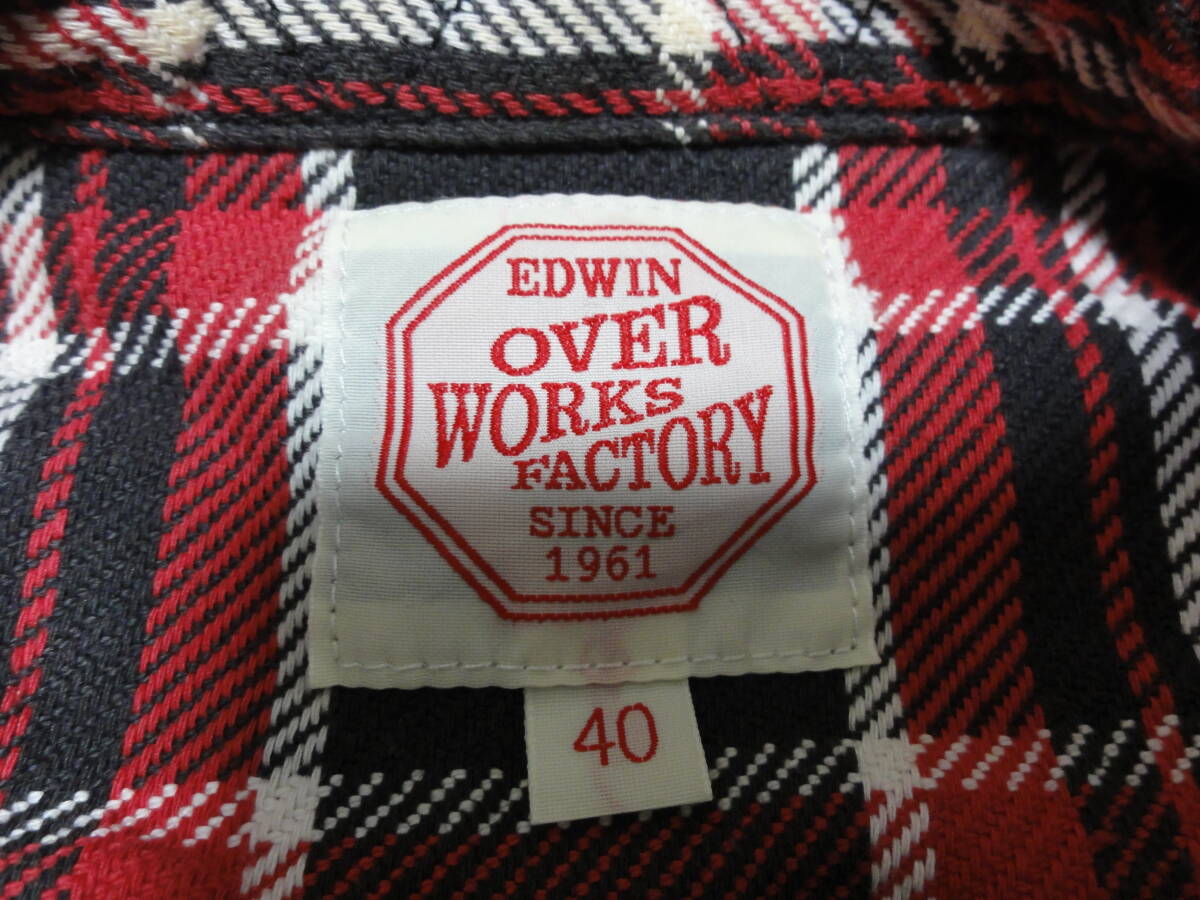 EDWIN
OVER
WORKS
FACTORY
SINCE
1961
40